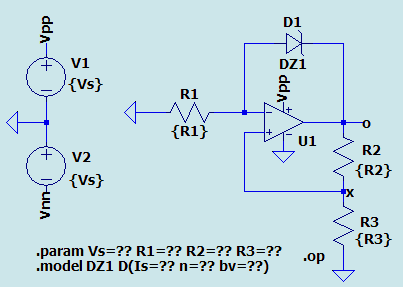 Vpp
V1
{Vs}
V2
{Vs}
Vnn
R1
{R1}
D1
DZ1
Vpp
U1
o
R2
{R2}
x
R3
{R3}
.op
.param Vs=?? R1=?? R2=?? R3=??
.model DZ1 D(Is=?? n=?? bv=??)